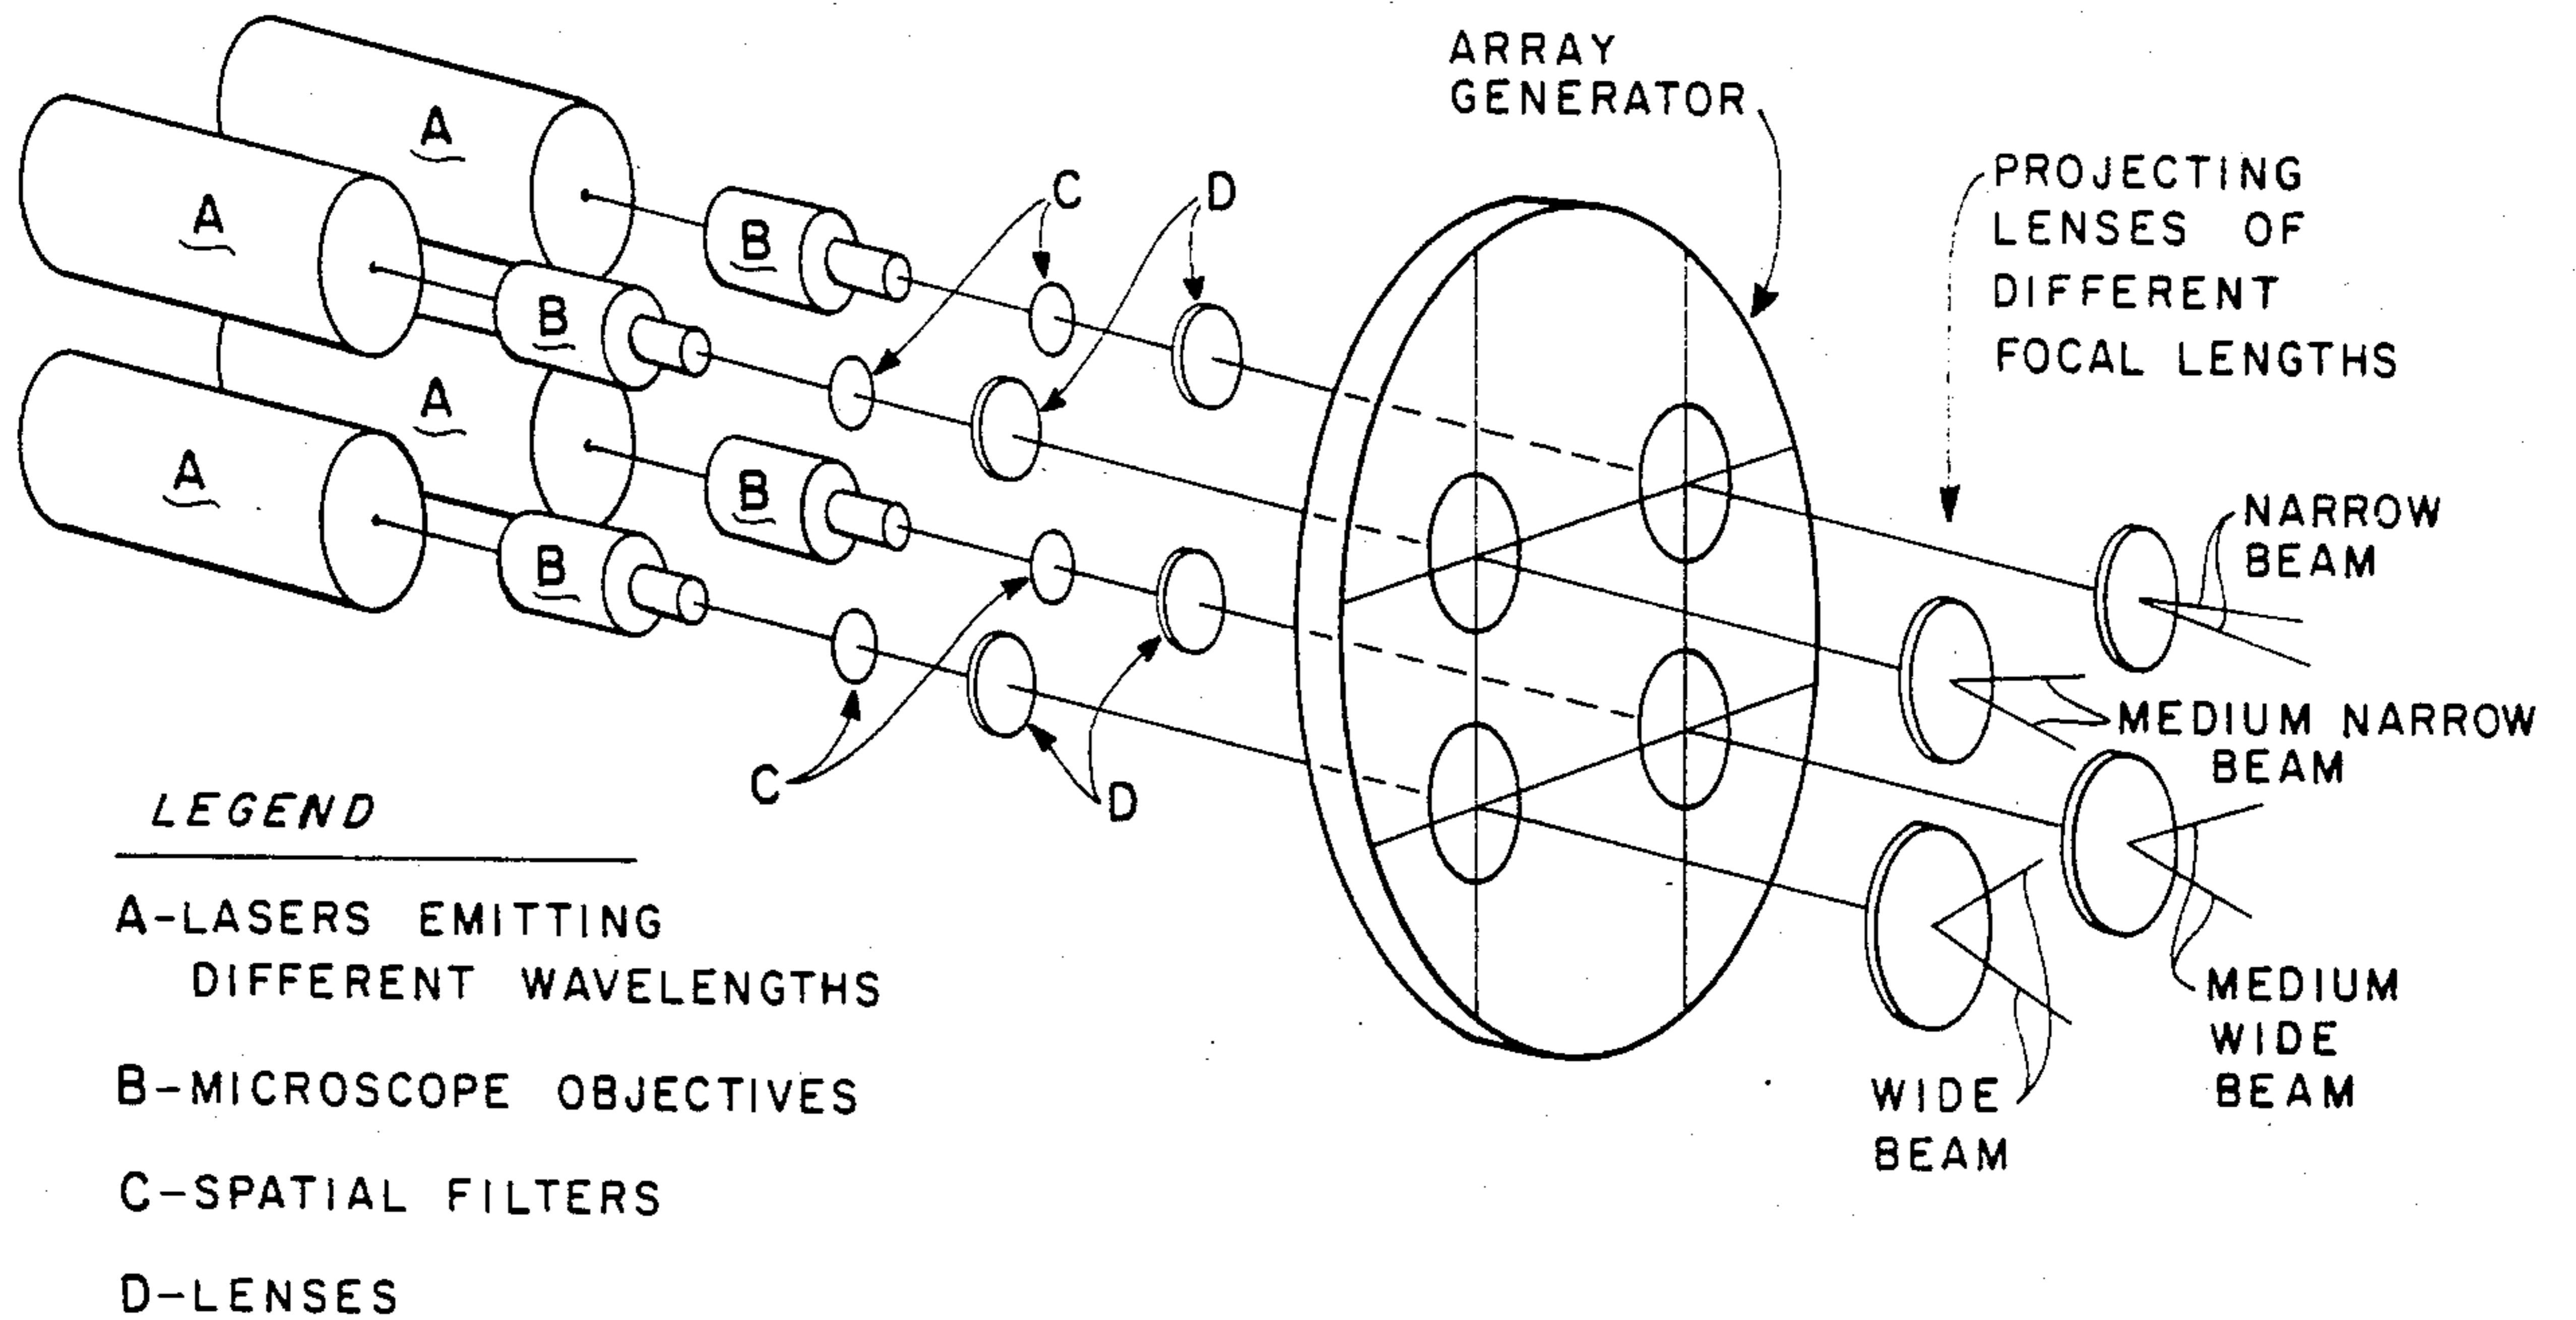 ARRAY
GENERATOR
PROJECTING
LENSES OF
DIFFERENT
FOCAL LENGTHS
A
A
A
A
B
B
B
B
C
D
C
D
NARROW
BEAM
MEDIUM NARROW
BEAM
MEDIUM
WIDE
BEAM
WIDE
BEAM
LEGEND
A-LASERS EMITTING
DIFFERENT WAVELENGTHS
B-MICROSCOPE OBJECTIVES
C-SPATIAL FILTERS
D-LENSES